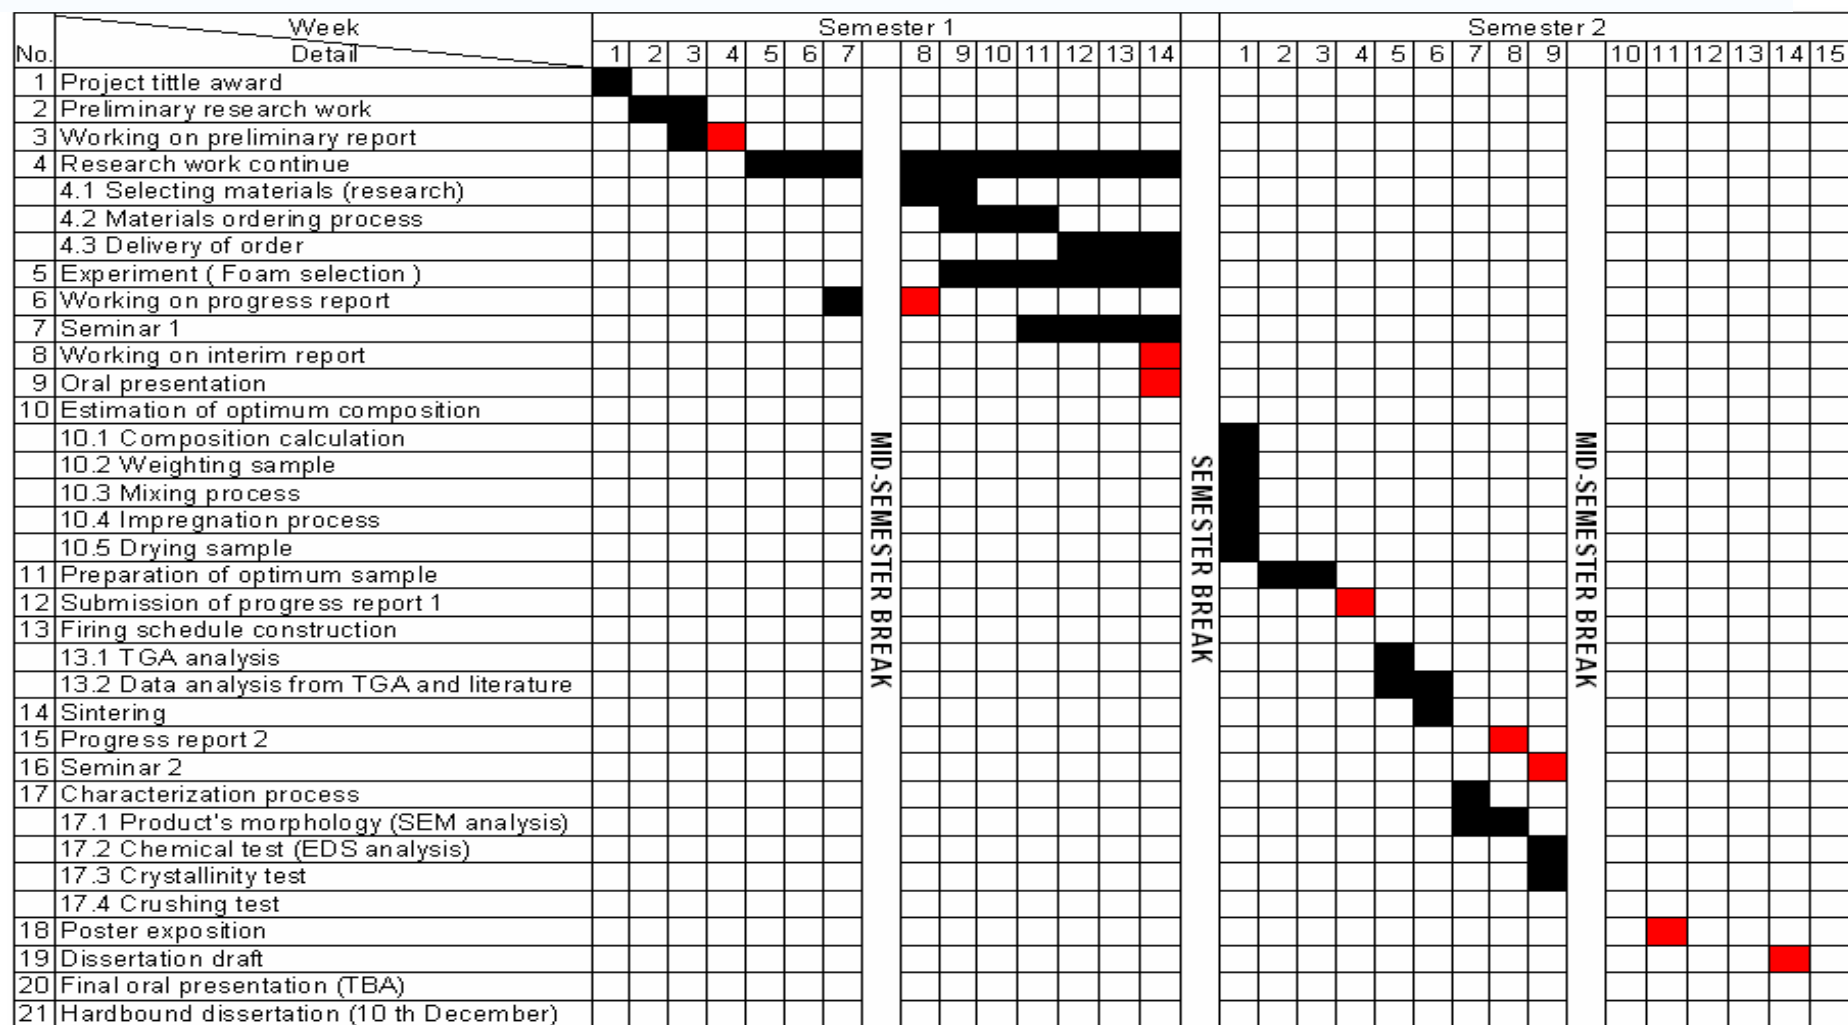 Week
Semester 1
Semester 2
No.
Detail
1 2 3 4 5 6 7 8 9 10 11 12 13 14 1 2 3 4 5 6 7 8 9 10 11 12 13 14 15
1 Project tittle award
2 Preliminary research work
3 Working on preliminary report
4 Research work continue
4.1 Selecting materials (research)
4.2 Materials ordering process
4.3 Delivery of order
5 Experiment ( Foam selection )
6 Working on progress report
7 Seminar 1
8 Working on interim report
9 Oral presentation
10 Estimation of optimum composition
10.1 Composition calculation
10.2 Weighting sample
10.3 Mixing process
10.4 Impregnation process
10.5 Drying sample
11 Preparation of optimum sample
12 Submission of progress report 1
13 Firing schedule construction
13.1 TGA analysis
13.2 Data analysis from TGA and literature
14 Sintering
15 Progress report 2
16 Seminar 2
17 Characterization process
17.1 Product's morphology (SEM analysis)
17.2 Chemical test (EDS analysis)
17.3 Crystallinity test
17.4 Crushing test
18 Poster exposition
19 Dissertation draft
20 Final oral presentation (TBA)
21 Hardbound dissertation (10 th December)
MID-SEMESTER BREAK
SEMESTER BREAK
MID-SEMESTER BREAK